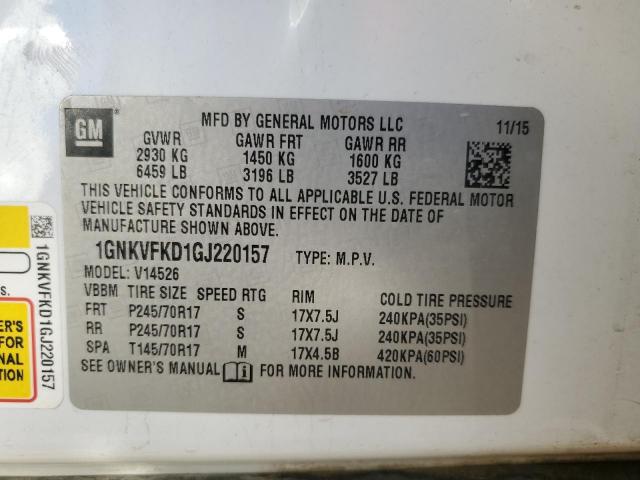 GM
MFD BY GENERAL MOTORS LLC 11/15
GVWR GAWR FRT GAWR RR
2930 KG 1450 KG 1600 KG
6459 LB 3196 LB 3527 LB
THIS VEHICLE CONFORMS TO ALL APPLICABLE U.S. FEDERAL MOTOR
VEHICLE SAFETY STANDARDS IN EFFECT ON THE DATE OF
MANUFACTURE SHOWN ABOVE.
1GNKVFKD1GJ220157 TYPE: M.P.V.
MODEL: V14526
VBBM TIRE SIZE SPEED RTG RIM COLD TIRE PRESSURE
FRT P245/70R17 S 17X7.5J 240KPA(35PSI)
RR P245/70R17 S 17X7.5J 240KPA(35PSI)
SPA T145/70R17 M 17X4.5B 420KPA(60PSI)
SEE OWNER'S MANUAL FOR MORE INFORMATION.
1GNKVFKD1GJ220157
s.
ER'S
FOR
NAL
ION